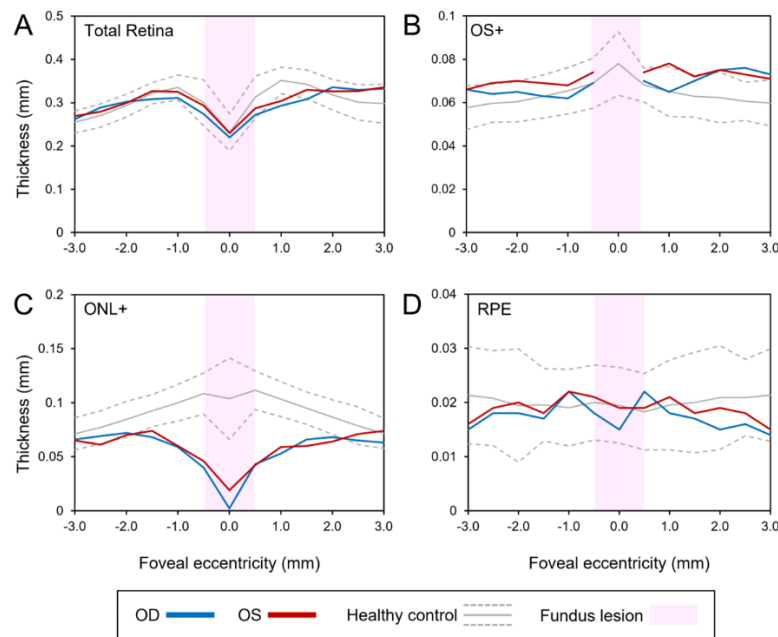 A
Total Retina
Thickness (mm)
0.5
0.4
0.3
0.2
0.1
0
-3.0 -2.0 -1.0 0.0 1.0 2.0 3.0
B
OS+
0.1
0.08
0.06
0.04
0.02
0
-3.0 -2.0 -1.0 0.0 1.0 2.0 3.0
C
ONL+
Thickness (mm)
0.2
0.15
0.1
0.05
0
-3.0 -2.0 -1.0 0.0 1.0 2.0 3.0
Foveal eccentricity (mm)
D
RPE
0.04
0.03
0.02
0.01
0
-3.0 -2.0 -1.0 0.0 1.0 2.0 3.0
Foveal eccentricity (mm)
OD OS Healthy control Fundus lesion